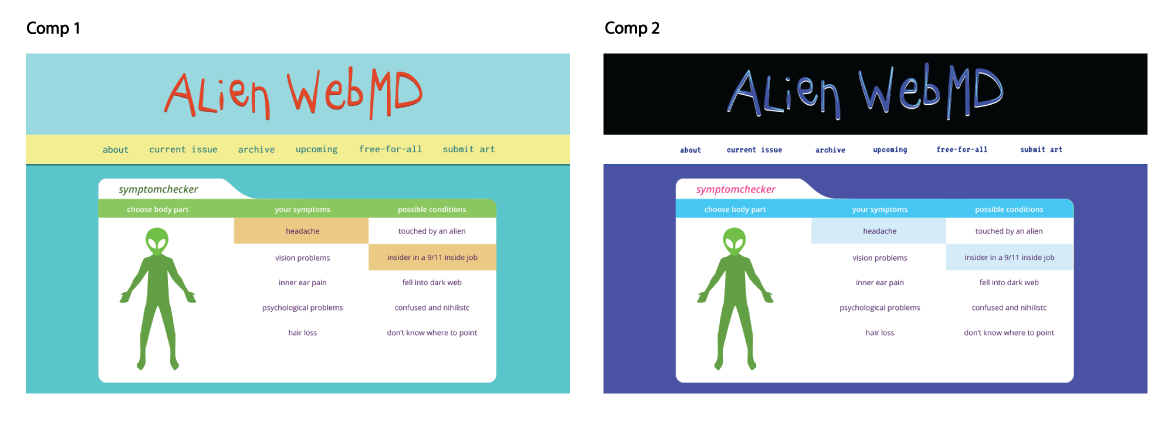 Comp 1
ALien WebMD
about current issue archive upcoming free-for-all submit art
symptomchecker
choose body part your symptoms possible conditions
headache touched by an alien
vision problems insider in a 9/11 inside job
inner ear pain fell into dark web
psychological problems confused and nihilistc
hair loss don't know where to point
Comp 2
ALien WebMD
about current issue archive upcoming free-for-all submit art
symptomchecker
choose body part your symptoms possible conditions
headache touched by an alien
vision problems insider in a 9/11 inside job
inner ear pain fell into dark web
psychological problems confused and nihilistc
hair loss don't know where to point